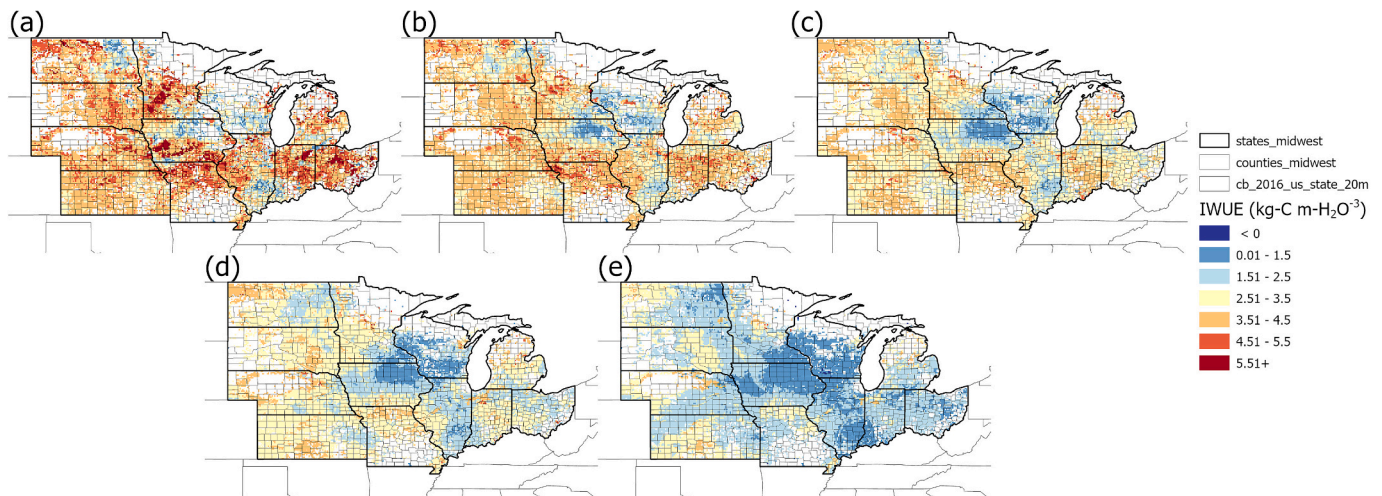 (a)
(b)
(c)
states_midwest
counties_midwest
cb_2016_us_state_20m
IWUE (kg-C m-H₂O⁻³)
< 0
0.01 - 1.5
1.51 - 2.5
2.51 - 3.5
3.51 - 4.5
4.51 - 5.5
5.51+
(d)
(e)